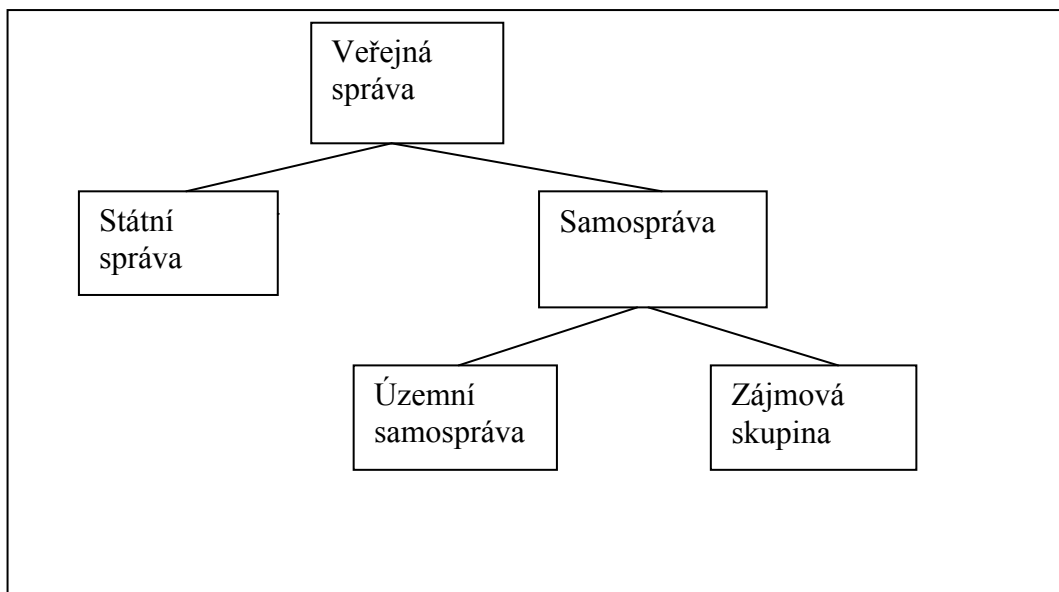 Veřejná
správa
Státní
správa
Samospráva
Územní
samospráva
Zájmová
skupina